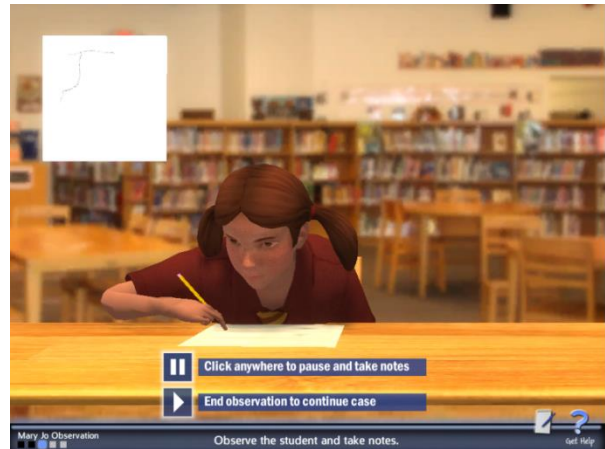 Click anywhere to pause and take notes
End observation to continue case
Mary Jo Observation
Observe the student and take notes.
Get Help